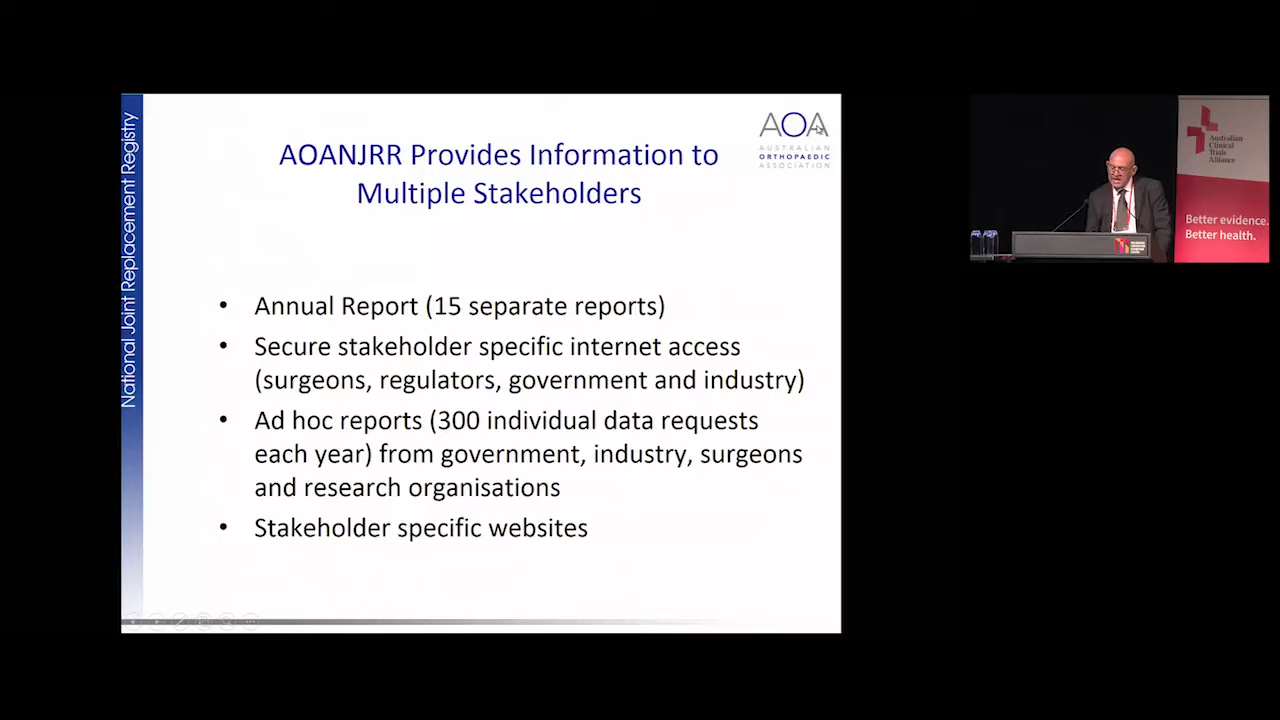 National Joint Replacement Registry
AOA
AUSTRALIAN
ORTHOPAEDIC
ASSOCIATION
AOANJRR Provides Information to
Multiple Stakeholders
• Annual Report (15 separate reports)
• Secure stakeholder specific internet access
(surgeons, regulators, government and industry)
• Ad hoc reports (300 individual data requests
each year) from government, industry, surgeons
and research organisations
• Stakeholder specific websites
Australian
Clinical
Trials
Alliance
Better evidence.
Better health.